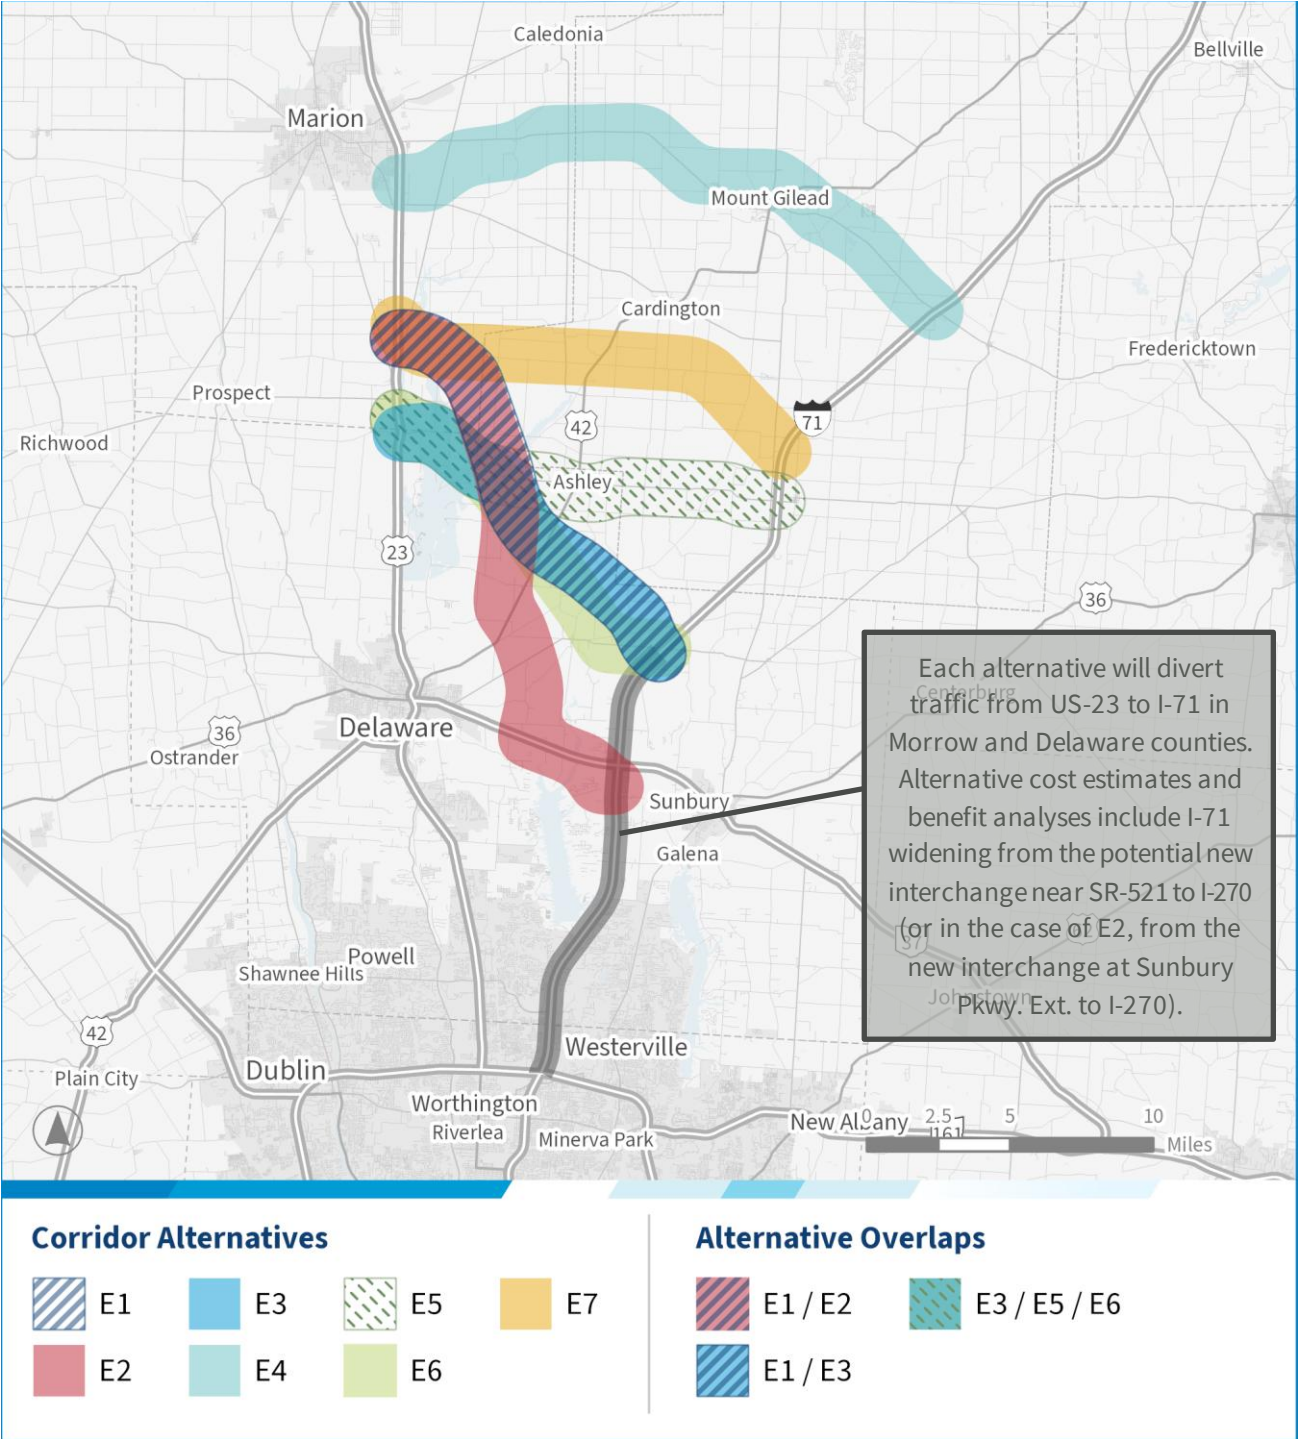 Caledonia
Bellville
Marion
Mount Gilead
Cardington
Fredericktown
Prospect
71
42
Richwood
Ashley
23
36
Each alternative will divert
traffic from US-23 to I-71 in
Morrow and Delaware counties.
Alternative cost estimates and
benefit analyses include I-71
widening from the potential new
interchange near SR-521 to I-270
(or in the case of E2, from the
new interchange at Sunbury
Pkwy. Ext. to I-270).
Centerburg
Delaware
36
Ostrander
Sunbury
Galena
37
62
Powell
Shawnee Hills
Johnstown
42
Westerville
Dublin
Plain City
Worthington
Riverlea
Minerva Park
New Albany
161
0 2.5 5 10
Miles
Corridor Alternatives
E1 E3 E5 E7
E2 E4 E6
Alternative Overlaps
E1 / E2 E3 / E5 / E6
E1 / E3